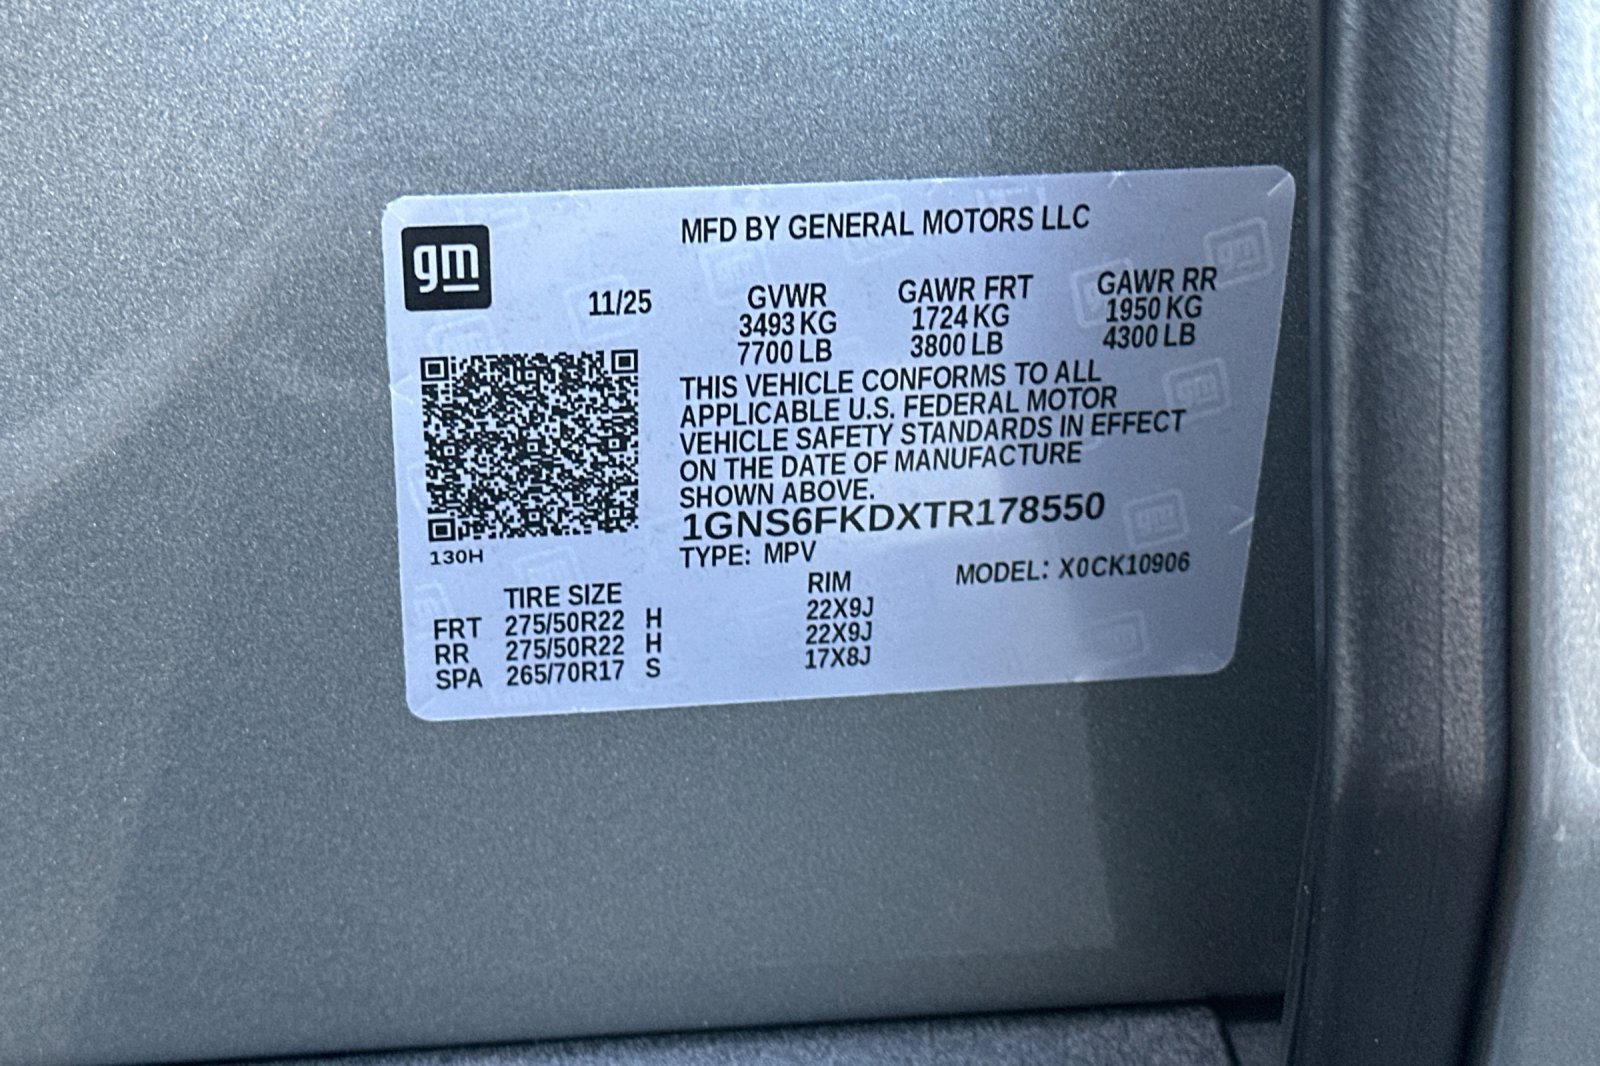 gm
MFD BY GENERAL MOTORS LLC
11/25 GVWR GAWR FRT GAWR RR
3493 KG 1724 KG 1950 KG
7700 LB 3800 LB 4300 LB
THIS VEHICLE CONFORMS TO ALL
APPLICABLE U.S. FEDERAL MOTOR
VEHICLE SAFETY STANDARDS IN EFFECT
ON THE DATE OF MANUFACTURE
SHOWN ABOVE.
1GNS6FKDXTR178550
130H TYPE: MPV MODEL: X0CK10906
TIRE SIZE RIM
FRT 275/50R22 H 22X9J
RR 275/50R22 H 22X9J
SPA 265/70R17 S 17X8J